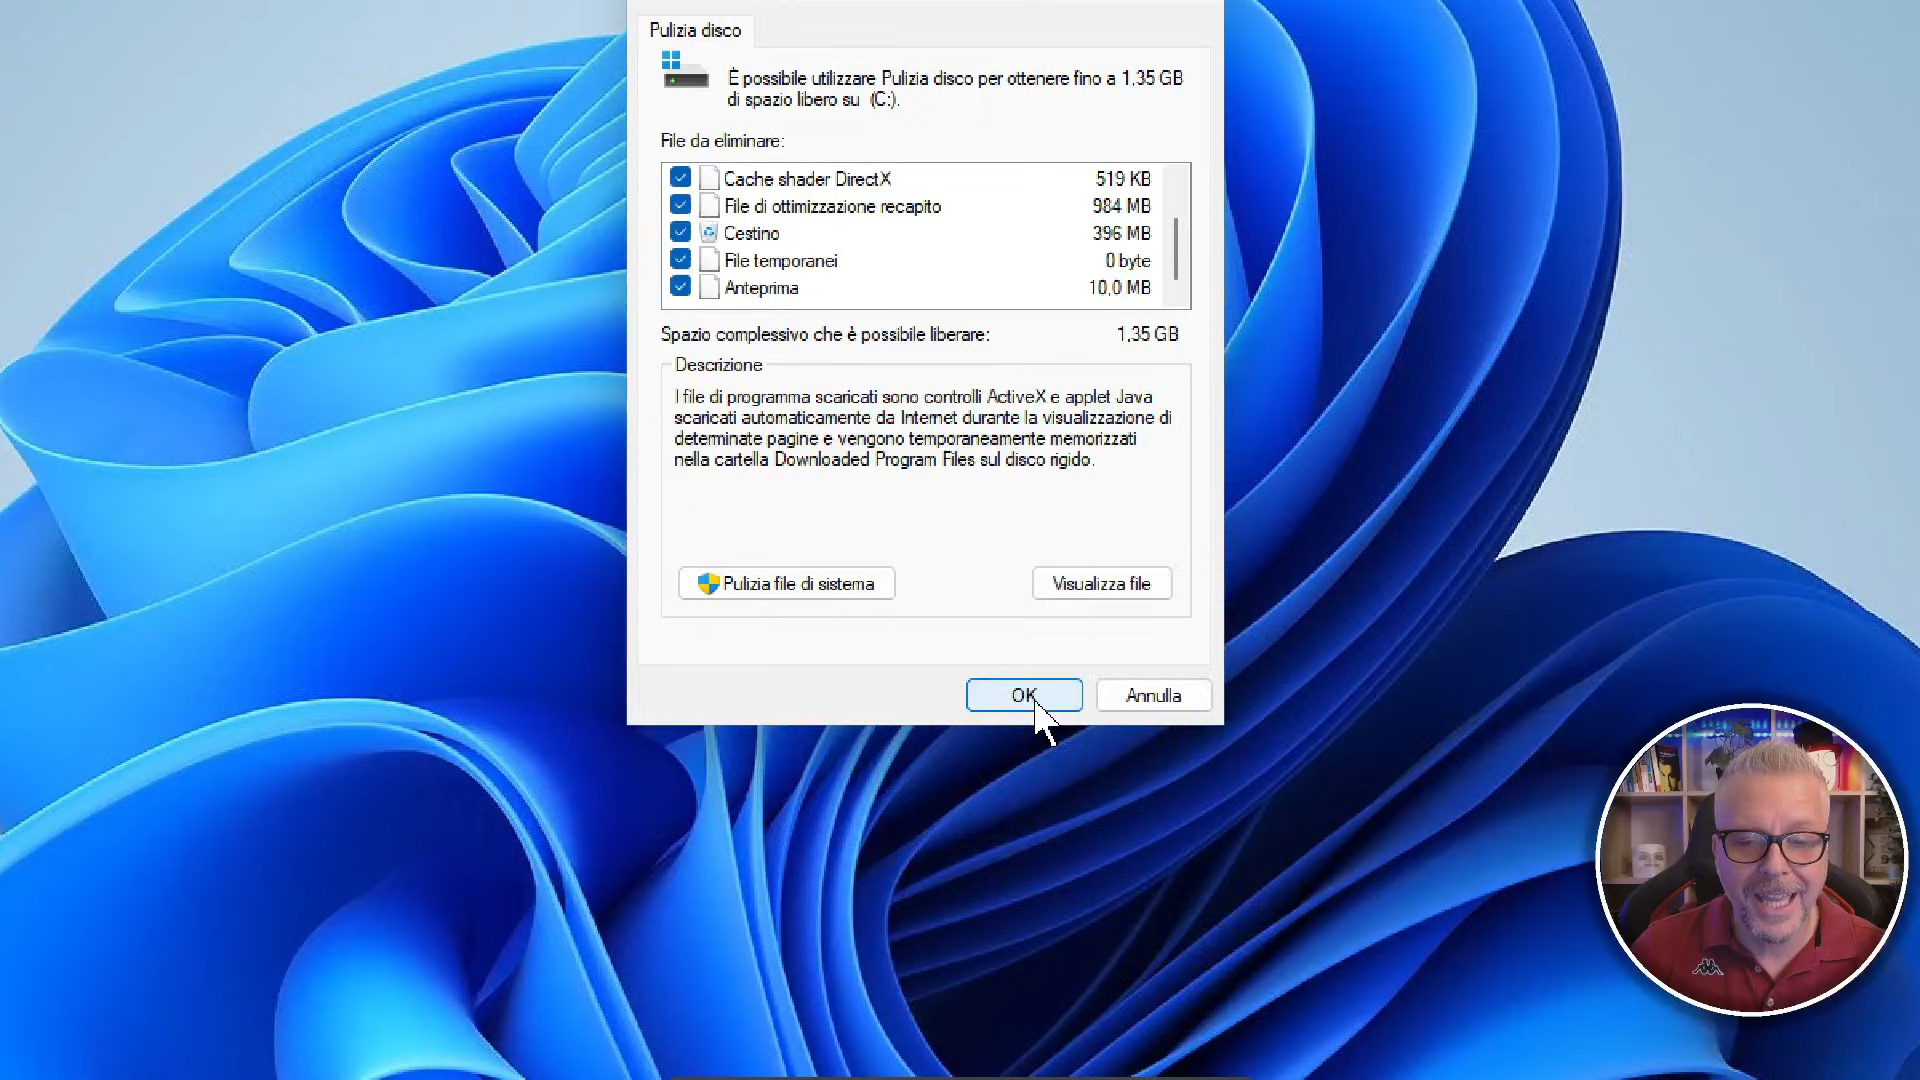 Pulizia disco
È possibile utilizzare Pulizia disco per ottenere fino a 1,35 GB
di spazio libero su (C:).
File da eliminare:
Cache shader DirectX 519 KB
File di ottimizzazione recapito 984 MB
Cestino 396 MB
File temporanei 0 byte
Anteprima 10,0 MB
Spazio complessivo che è possibile liberare: 1,35 GB
Descrizione
I file di programma scaricati sono controlli ActiveX e applet Java
scaricati automaticamente da Internet durante la visualizzazione di
determinate pagine e vengono temporaneamente memorizzati
nella cartella Downloaded Program Files sul disco rigido.
Pulizia file di sistema Visualizza file
OK Annulla